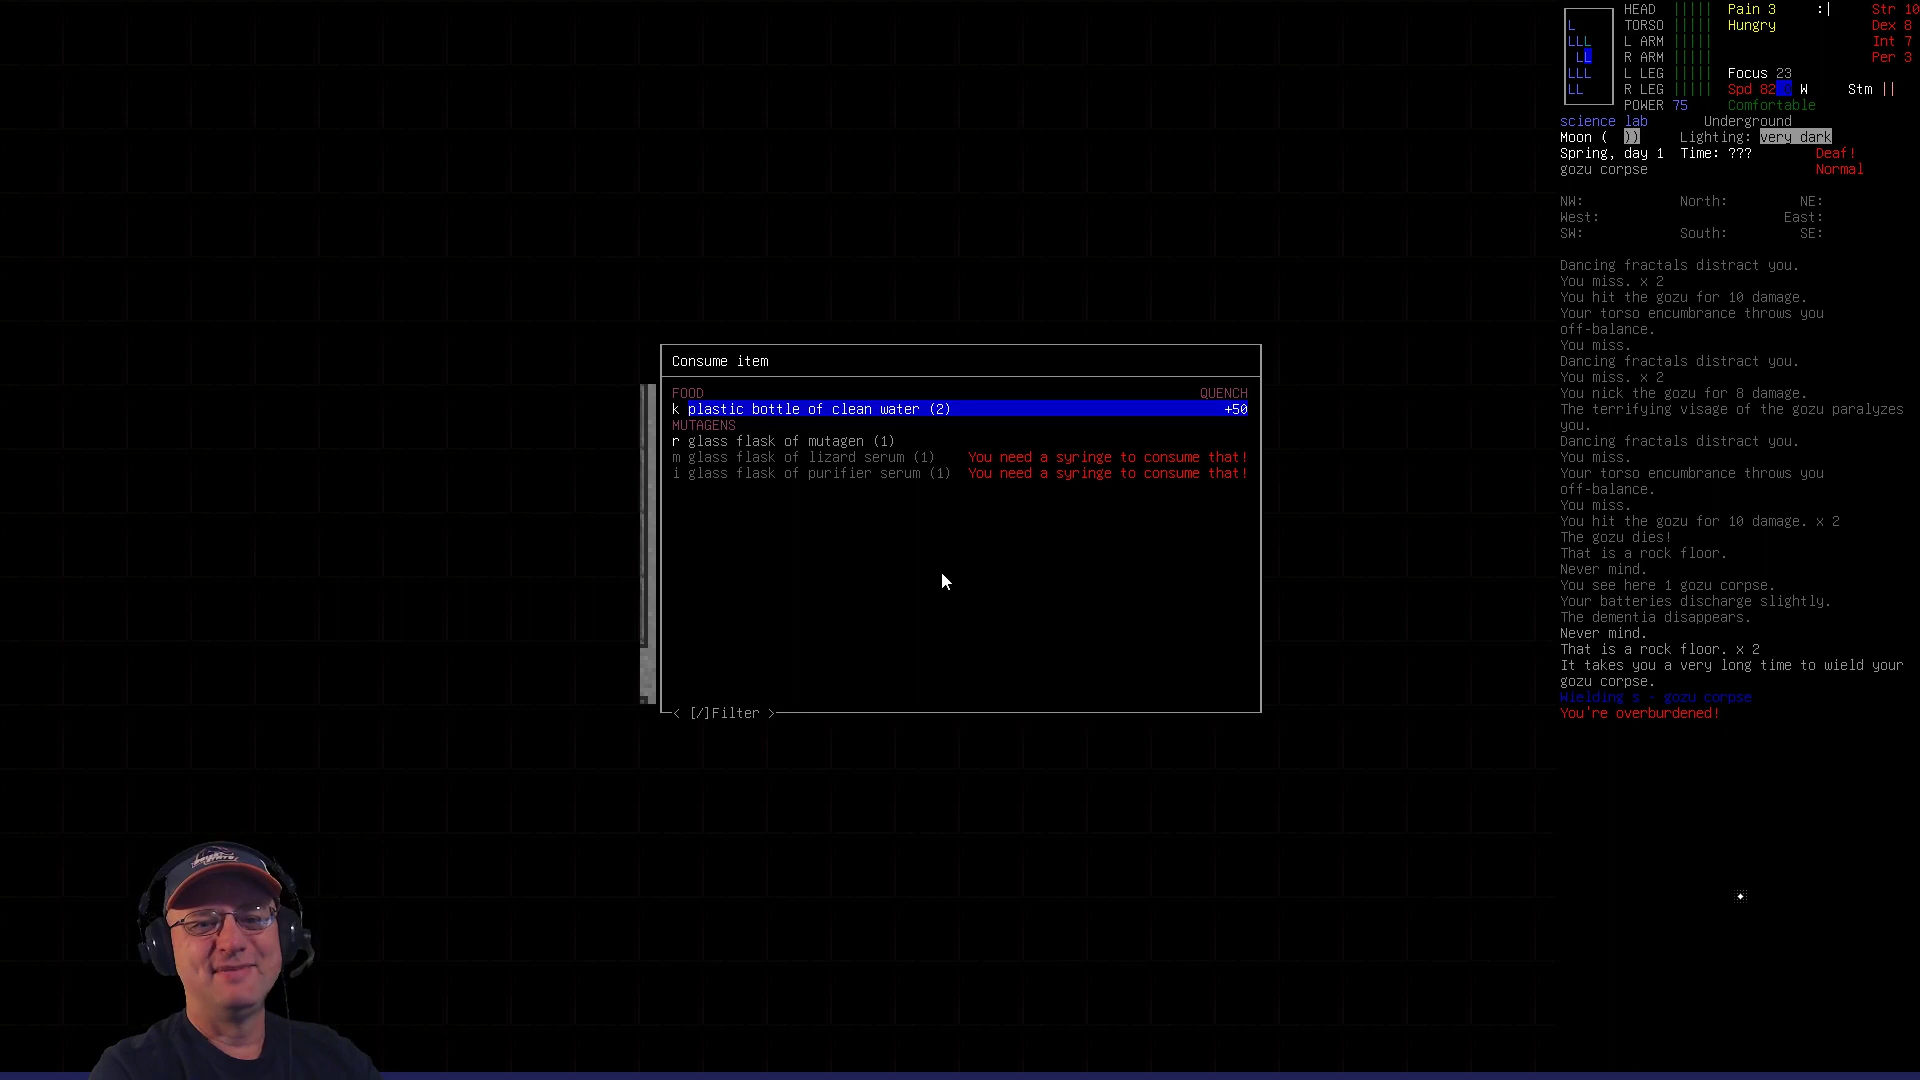 HEAD ||||| Pain 3 :| Str 10
L TORSO ||||| Hungry Dex 8
LLL L ARM ||||| Int 7
LL R ARM ||||| Per 3
LLL L LEG ||||| Focus 23
LL R LEG ||||| Spd 82 W Stm ||
POWER 75 Comfortable
science lab Underground
Moon ( )) Lighting: very dark
Spring, day 1 Time: ??? Deaf!
gozu corpse Normal
NW: North: NE:
West: East:
SW: South: SE:
Dancing fractals distract you.
You miss. x 2
You hit the gozu for 10 damage.
Your torso encumbrance throws you
off-balance.
You miss.
Dancing fractals distract you.
You miss. x 2
You nick the gozu for 8 damage.
The terrifying visage of the gozu paralyzes
you.
Dancing fractals distract you.
You miss.
Your torso encumbrance throws you
off-balance.
You miss.
You hit the gozu for 10 damage. x 2
The gozu dies!
That is a rock floor.
Never mind.
You see here 1 gozu corpse.
Your batteries discharge slightly.
The dementia disappears.
Never mind.
That is a rock floor. x 2
It takes you a very long time to wield your
gozu corpse.
Wielding s - gozu corpse
You're overburdened!
Consume item
FOOD QUENCH
k plastic bottle of clean water (2) +50
MUTAGENS
r glass flask of mutagen (1)
m glass flask of lizard serum (1) You need a syringe to consume that!
i glass flask of purifier serum (1) You need a syringe to consume that!
< [/]Filter >